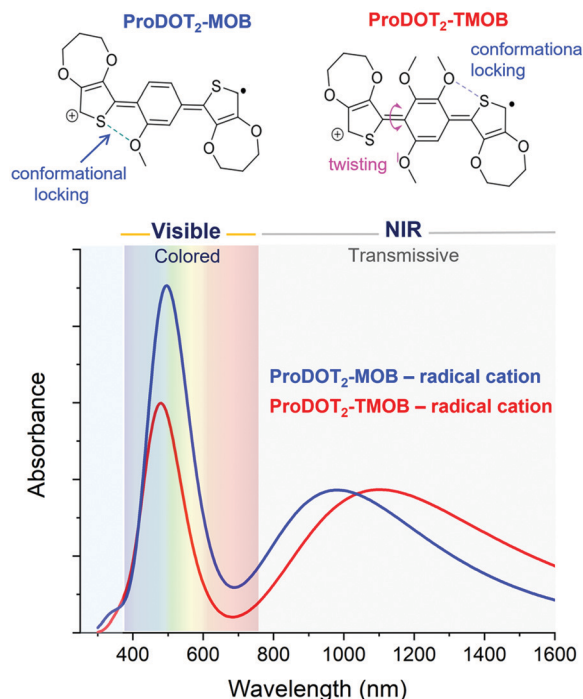 ProDOT₂-MOB
ProDOT₂-TMOB
conformational
locking
O
O
O
O
O
O
S
S
S
S
O
O
O
O
O
O
⊕
⊕
•
•
conformational
locking
twisting
Visible
NIR
Colored
Transmissive
ProDOT₂-MOB – radical cation
ProDOT₂-TMOB – radical cation
Absorbance
400 600 800 1000 1200 1400 1600
Wavelength (nm)